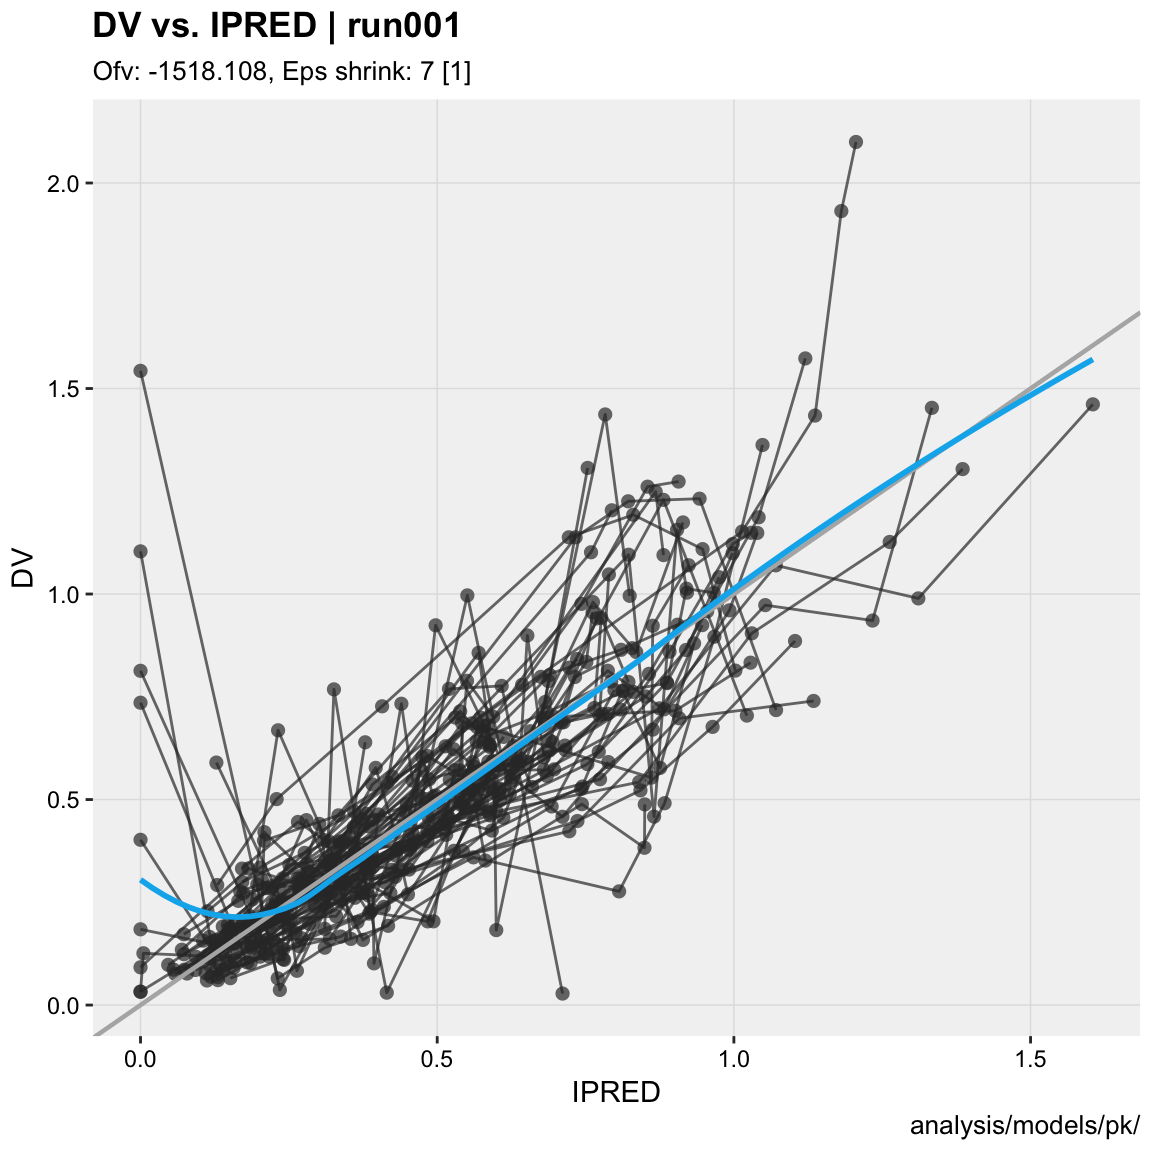 DV vs. IPRED | run001
Ofv: -1518.108, Eps shrink: 7 [1]
2.0
1.5
1.0
0.5
0.0
DV
0.0 0.5 1.0 1.5
IPRED
analysis/models/pk/